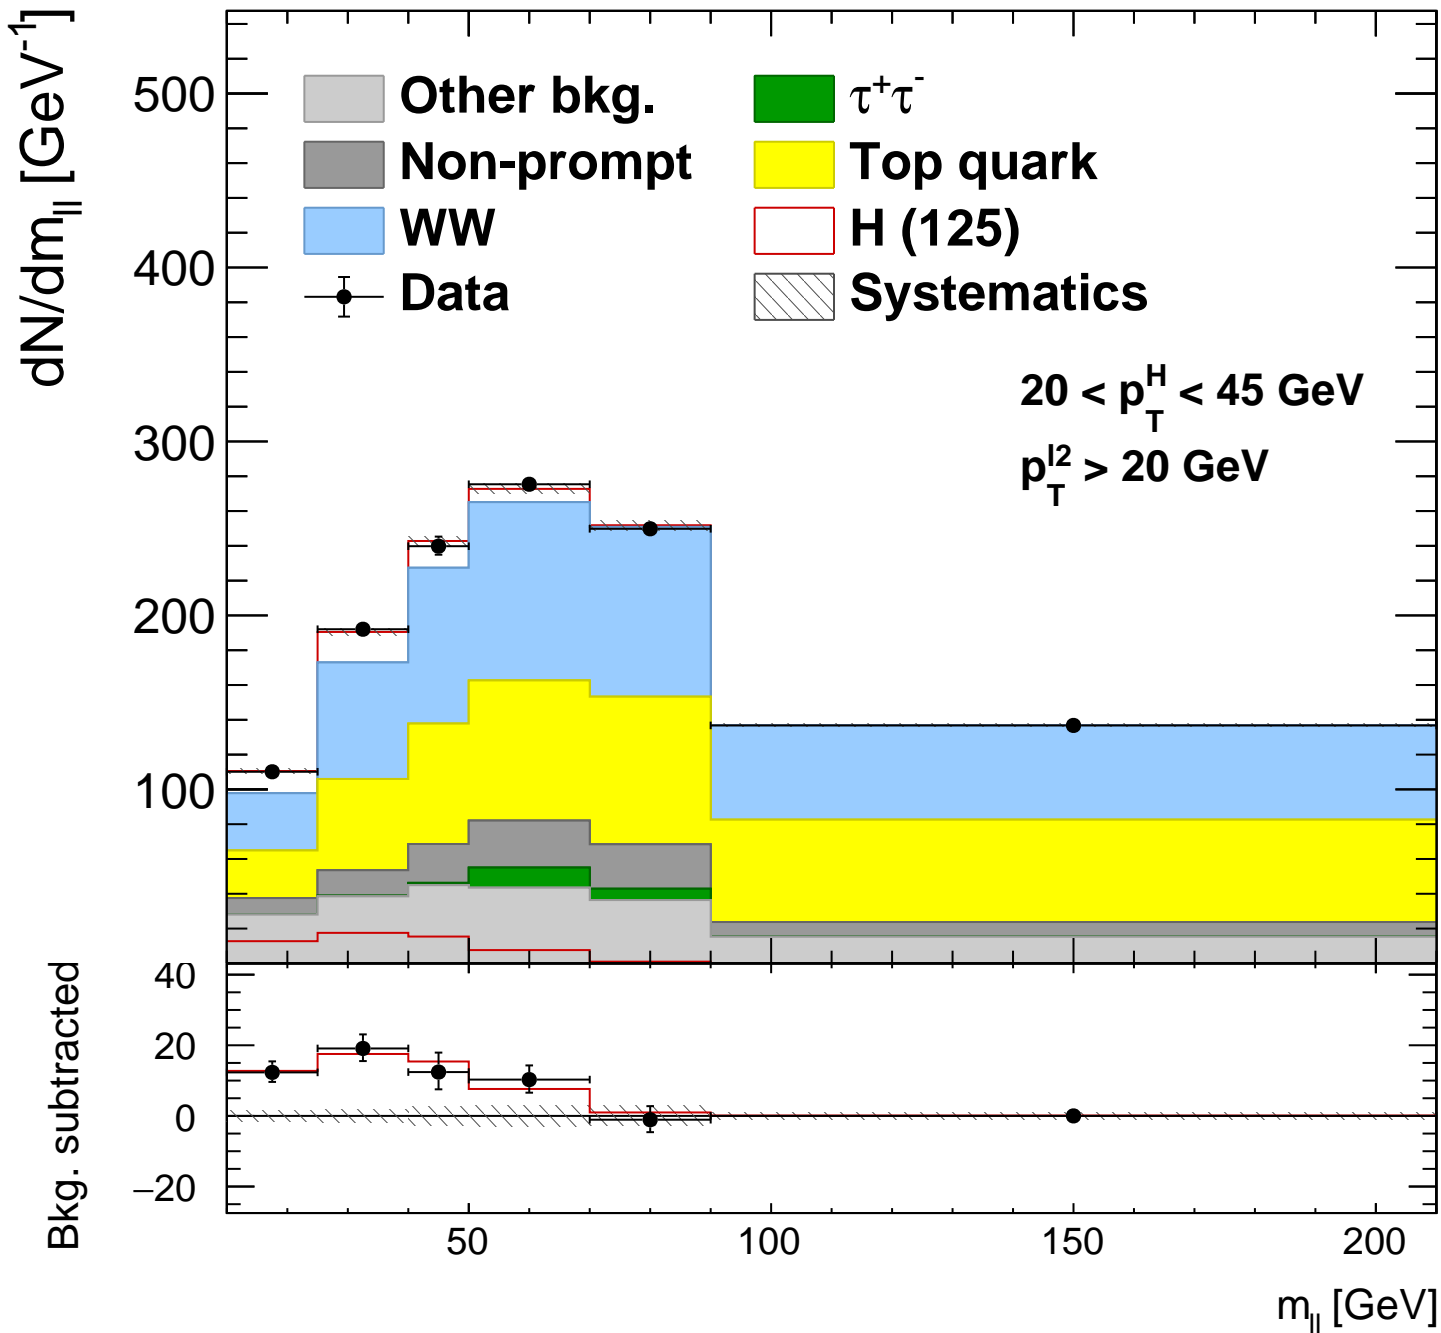 dN/dm_ll [GeV^-1]
500
400
300
200
100
Other bkg.
τ⁺τ⁻
Non-prompt
Top quark
WW
H (125)
Data
Systematics
20 < p_T^H < 45 GeV
p_T^l2 > 20 GeV
Bkg. subtracted
40
20
0
−20
50
100
150
200
m_ll [GeV]